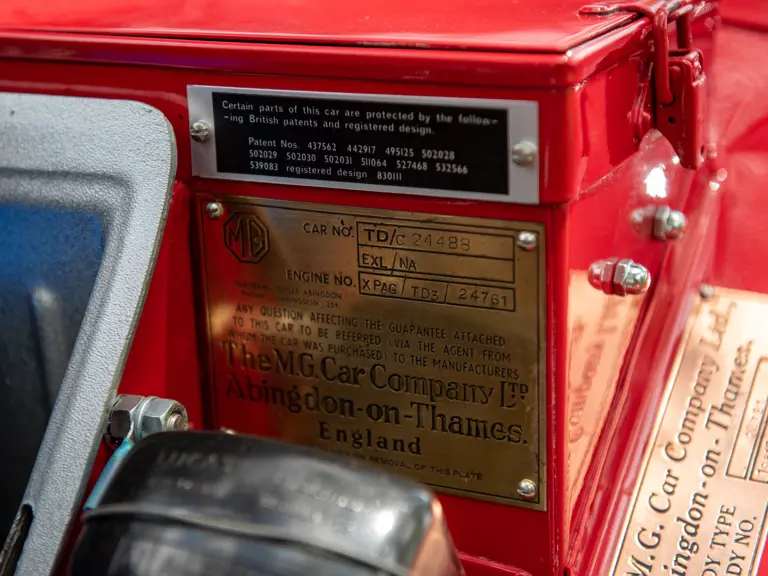 Certain parts of this car are protected by the follow-
-ing British patents and registered design.
Patent Nos. 437562 442917 495125 502028
502029 502030 502031 511064 527468 532566
539083 registered design 830111
MG
CAR NO. TD/C 24488
EXL/NA
ENGINE NO. XPAG/TD3/24761
ABINGDON
ANY QUESTION AFFECTING THE GUARANTEE ATTACHED
TO THIS CAR TO BE REFERRED (VIA THE AGENT FROM
WHOM THE CAR WAS PURCHASED) TO THE MANUFACTURERS
The M.G. Car Company LTD.
Abingdon-on-Thames.
England
REMOVAL OF THIS PLATE
LUCAS
M.G. Car Company Ltd.
ingdon-on-Thames.
DY TYPE
DY NO.